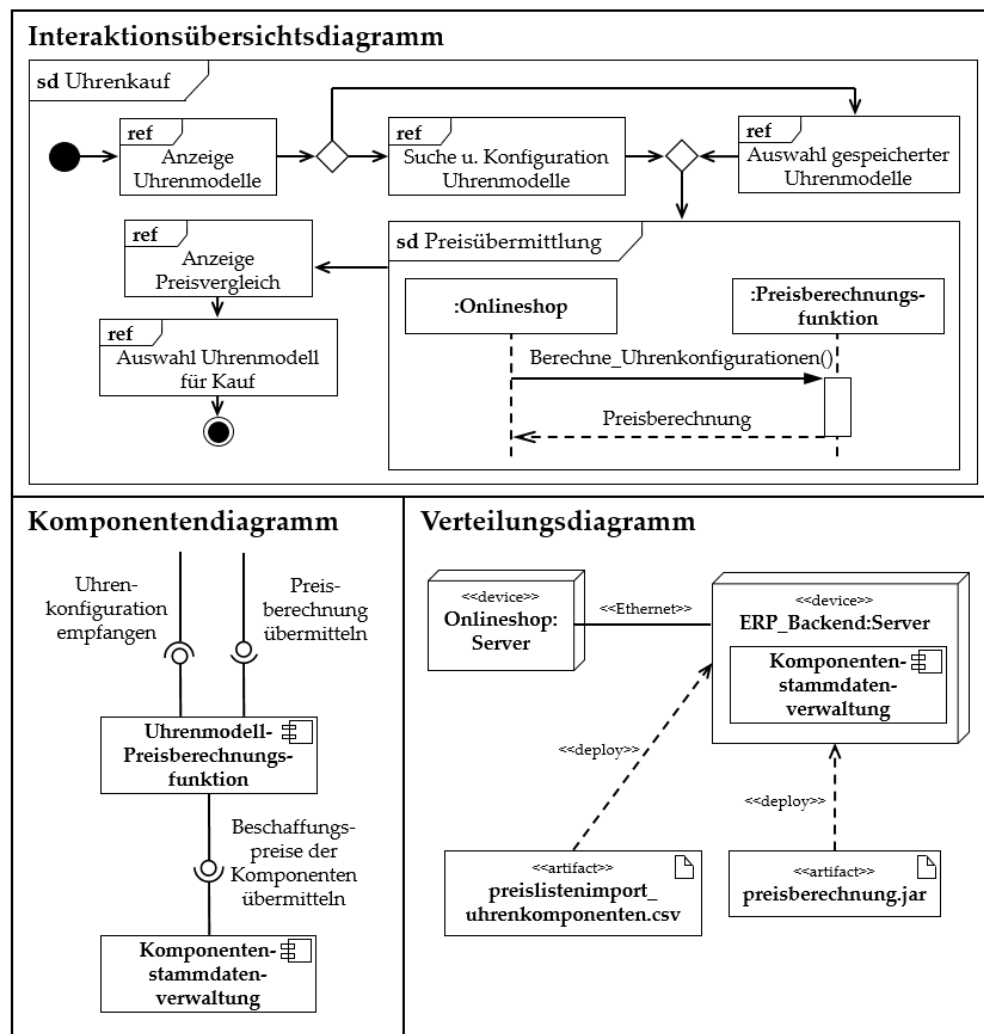 Interaktionsübersichtsdiagramm
sd Uhrenkauf
ref
Anzeige
Uhrenmodelle
ref
Suche u. Konfiguration
Uhrenmodelle
ref
Auswahl gespeicherter
Uhrenmodelle
ref
Anzeige
Preisvergleich
ref
Auswahl Uhrenmodell
für Kauf
sd Preisübermittlung
:Onlineshop
:Preisberechnungs-
funktion
Berechne_Uhrenkonfigurationen()
Preisberechnung
Komponentendiagramm
Uhren-
konfiguration
empfangen
Preis-
berechnung
übermitteln
Uhrenmodell-
Preisberechnungs-
funktion
Beschaffungs-
preise der
Komponenten
übermitteln
Komponenten-
stammdaten-
verwaltung
Verteilungsdiagramm
<<device>>
Onlineshop:
Server
<<Ethernet>>
<<device>>
ERP_Backend:Server
Komponenten-
stammdaten-
verwaltung
<<deploy>>
<<deploy>>
<<artifact>>
preislistenimport_
uhrenkomponenten.csv
<<artifact>>
preisberechnung.jar